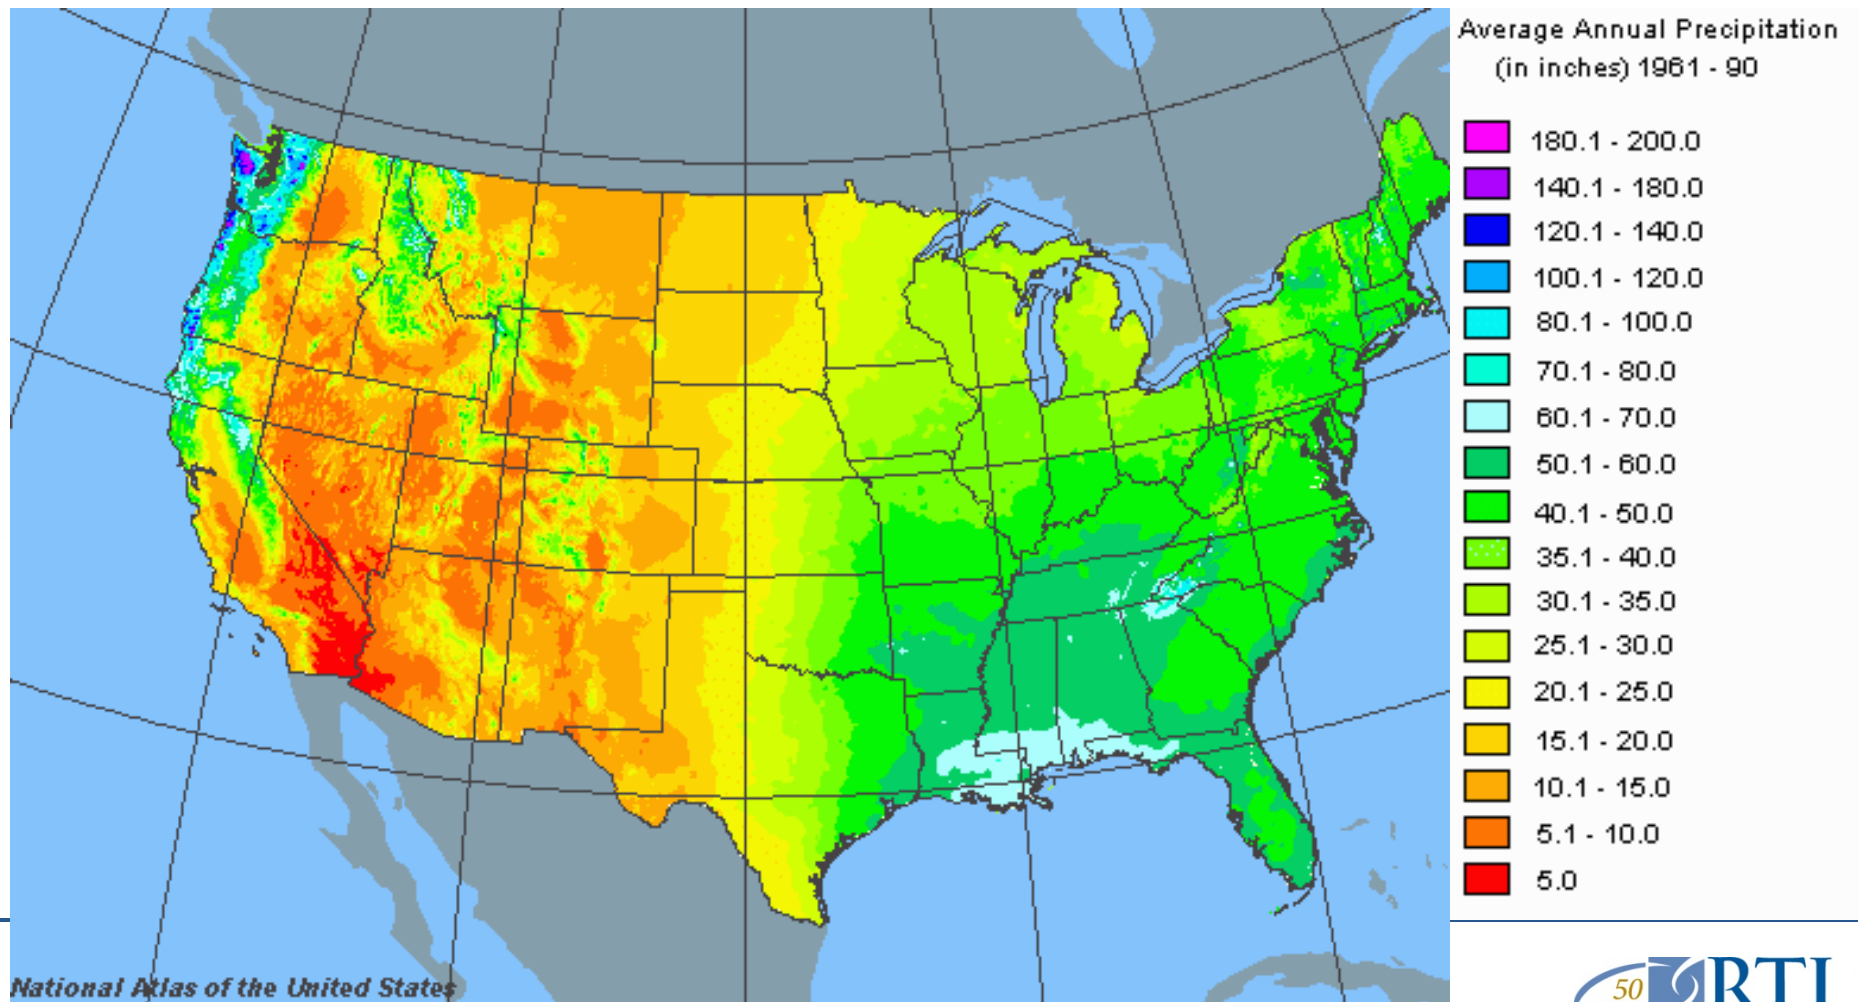 Average Annual Precipitation
(in inches) 1961 - 90
180.1 - 200.0
140.1 - 180.0
120.1 - 140.0
100.1 - 120.0
80.1 - 100.0
70.1 - 80.0
60.1 - 70.0
50.1 - 60.0
40.1 - 50.0
35.1 - 40.0
30.1 - 35.0
25.1 - 30.0
20.1 - 25.0
15.1 - 20.0
10.1 - 15.0
5.1 - 10.0
5.0
National Atlas of the United States
50 RTI